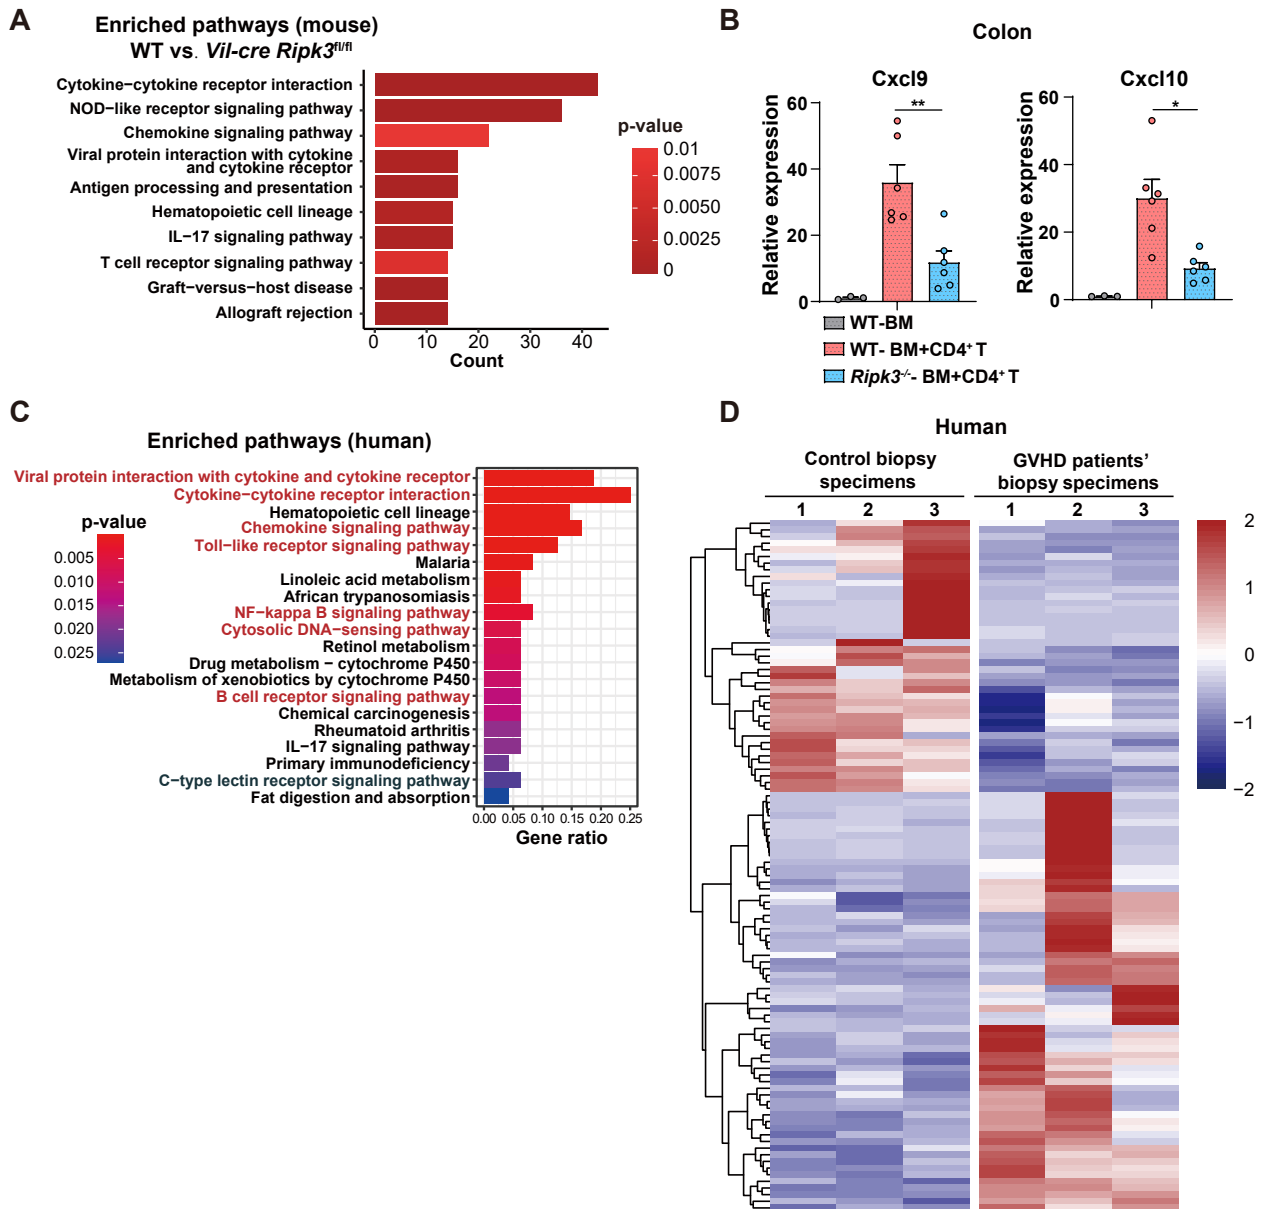 A
Enriched pathways (mouse)
WT vs. Vil-cre Ripk3fl/fl
Cytokine−cytokine receptor interaction
NOD−like receptor signaling pathway
Chemokine signaling pathway
Viral protein interaction with cytokine
and cytokine receptor
Antigen processing and presentation
Hematopoietic cell lineage
IL−17 signaling pathway
T cell receptor signaling pathway
Graft−versus−host disease
Allograft rejection
0 10 20 30 40
Count
p-value
0.01
0.0075
0.0050
0.0025
0
B
Colon
Cxcl9
Relative expression
60
40
20
0
**
Cxcl10
Relative expression
60
40
20
0
*
WT-BM
WT- BM+CD4+ T
Ripk3-/-- BM+CD4+ T
C
Enriched pathways (human)
Viral protein interaction with cytokine and cytokine receptor
Cytokine−cytokine receptor interaction
Hematopoietic cell lineage
Chemokine signaling pathway
Toll−like receptor signaling pathway
Malaria
Linoleic acid metabolism
African trypanosomiasis
NF−kappa B signaling pathway
Cytosolic DNA−sensing pathway
Retinol metabolism
Drug metabolism − cytochrome P450
Metabolism of xenobiotics by cytochrome P450
B cell receptor signaling pathway
Chemical carcinogenesis
Rheumatoid arthritis
IL−17 signaling pathway
Primary immunodeficiency
C−type lectin receptor signaling pathway
Fat digestion and absorption
p-value
0.005
0.010
0.015
0.020
0.025
0.00 0.05 0.10 0.15 0.20 0.25
Gene ratio
D
Human
Control biopsy
specimens
GVHD patients’
biopsy specimens
1 2 3 1 2 3
2
1
0
−1
−2